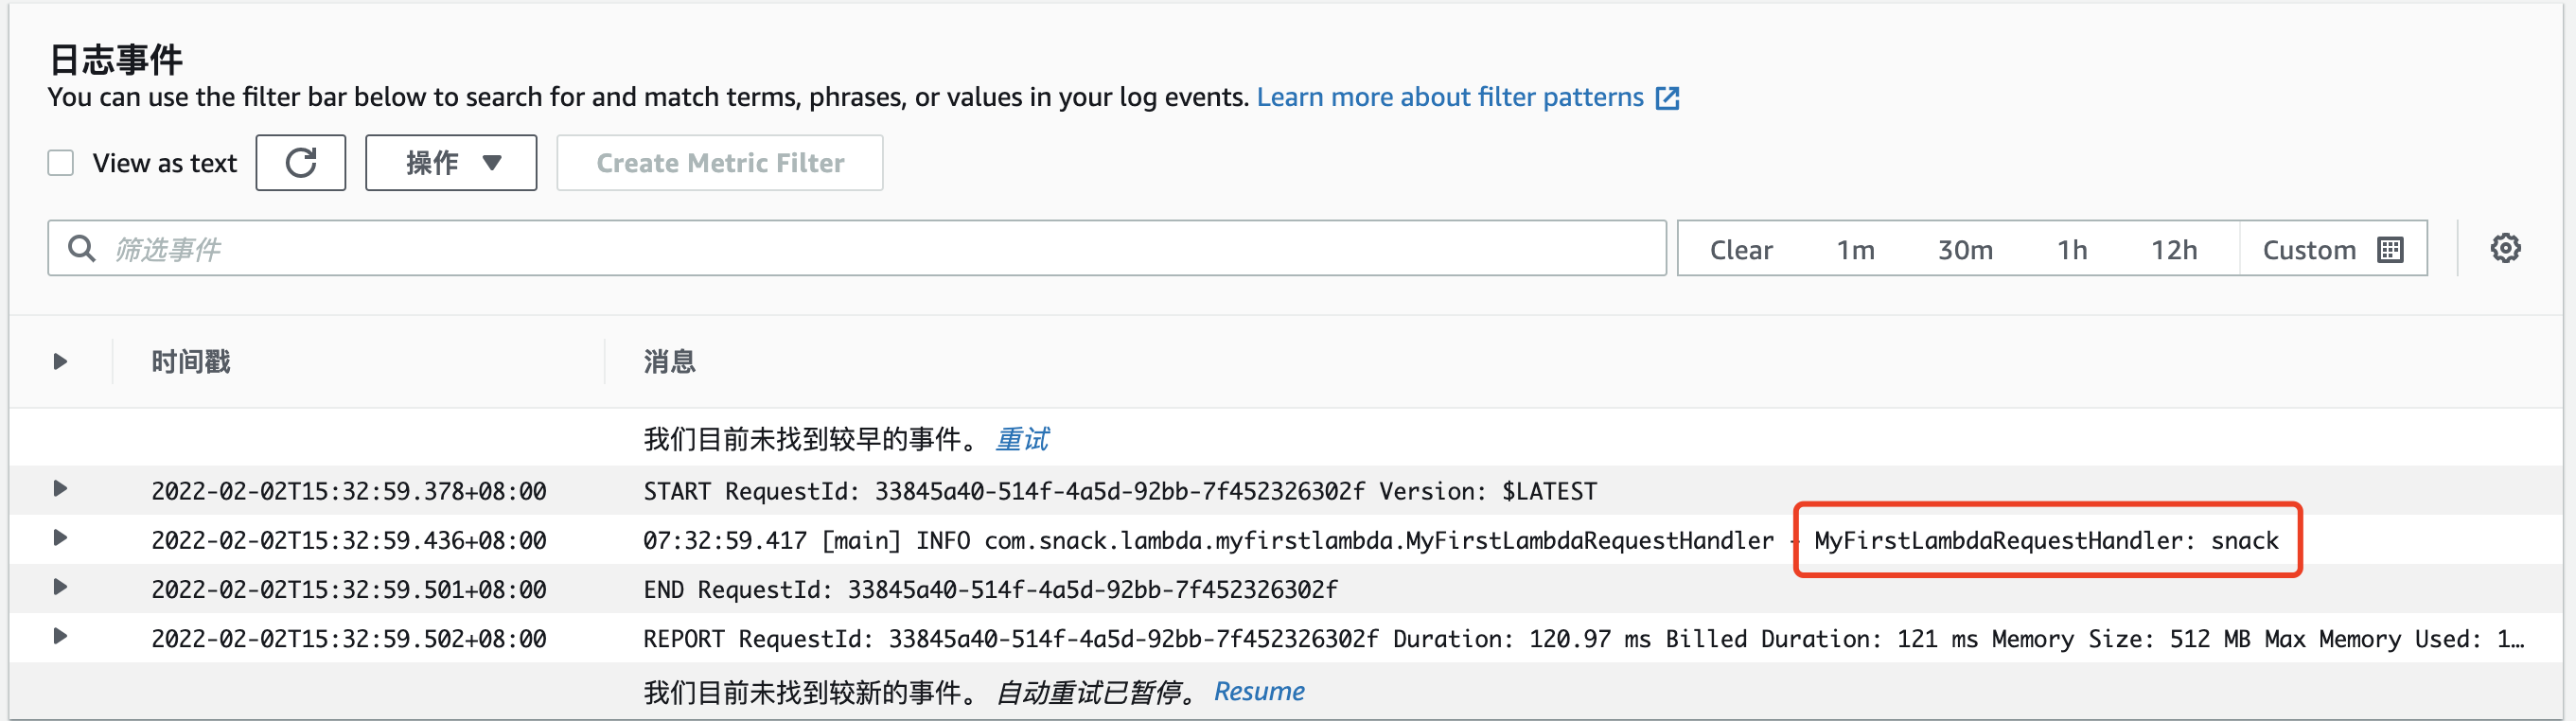 日志事件
You can use the filter bar below to search for and match terms, phrases, or values in your log events. Learn more about filter patterns
View as text 操作 Create Metric Filter
筛选事件 Clear 1m 30m 1h 12h Custom
时间戳 消息
我们目前未找到较早的事件。 重试
2022-02-02T15:32:59.378+08:00 START RequestId: 33845a40-514f-4a5d-92bb-7f452326302f Version: $LATEST
2022-02-02T15:32:59.436+08:00 07:32:59.417 [main] INFO com.snack.lambda.myfirstlambda.MyFirstLambdaRequestHandler - MyFirstLambdaRequestHandler: snack
2022-02-02T15:32:59.501+08:00 END RequestId: 33845a40-514f-4a5d-92bb-7f452326302f
2022-02-02T15:32:59.502+08:00 REPORT RequestId: 33845a40-514f-4a5d-92bb-7f452326302f Duration: 120.97 ms Billed Duration: 121 ms Memory Size: 512 MB Max Memory Used: 1…
我们目前未找到较新的事件。 自动重试已暂停。 Resume